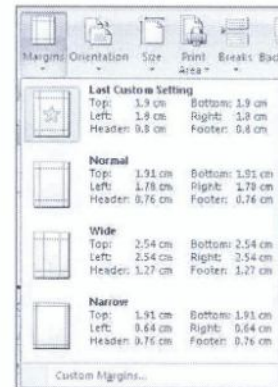 Margins Orientation Size Print Area Breaks
Last Custom Setting
Top: 1.9 cm Bottom: 1.9 cm
Left: 1.8 cm Right: 1.8 cm
Header: 0.8 cm Footer: 0.8 cm
Normal
Top: 1.91 cm Bottom: 1.91 cm
Left: 1.78 cm Right: 1.78 cm
Header: 0.76 cm Footer: 0.76 cm
Wide
Top: 2.54 cm Bottom: 2.54 cm
Left: 2.54 cm Right: 2.54 cm
Header: 1.27 cm Footer: 1.27 cm
Narrow
Top: 1.91 cm Bottom: 1.91 cm
Left: 0.64 cm Right: 0.64 cm
Header: 0.76 cm Footer: 0.76 cm
Custom Margins...